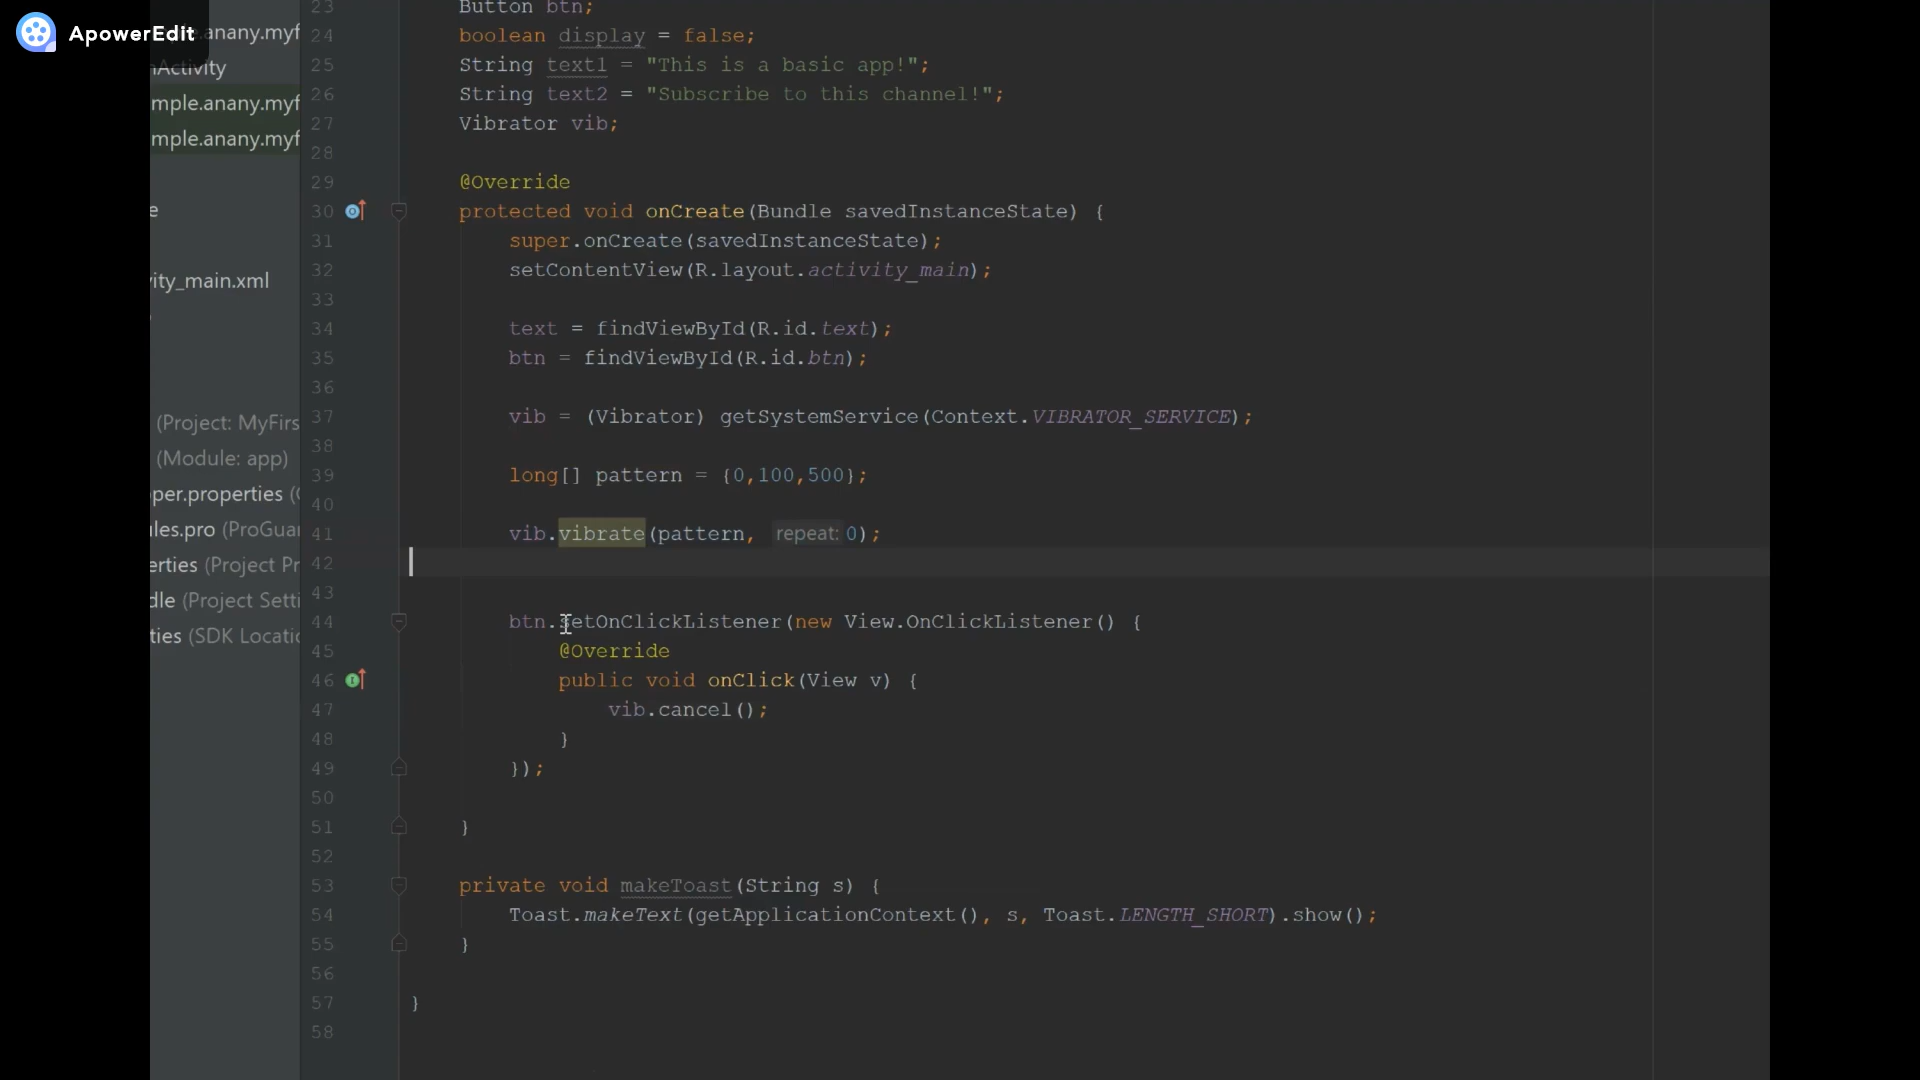 ApowerEdit
.anany.myf
nActivity
mple.anany.myf
mple.anany.myf
e
vity_main.xml
(Project: MyFirs
(Module: app)
pper.properties (G
ules.pro (ProGuar
erties (Project Pr
dle (Project Setti
ties (SDK Locatio
23 Button btn;
24 boolean display = false;
25 String text1 = "This is a basic app!";
26 String text2 = "Subscribe to this channel!";
27 Vibrator vib;
28
29 @Override
30 protected void onCreate(Bundle savedInstanceState) {
31 super.onCreate(savedInstanceState);
32 setContentView(R.layout.activity_main);
33
34 text = findViewById(R.id.text);
35 btn = findViewById(R.id.btn);
36
37 vib = (Vibrator) getSystemService(Context.VIBRATOR_SERVICE);
38
39 long[] pattern = {0,100,500};
40
41 vib.vibrate(pattern, repeat: 0);
42
43
44 btn.setOnClickListener(new View.OnClickListener() {
45 @Override
46 public void onClick(View v) {
47 vib.cancel();
48 }
49 });
50
51 }
52
53 private void makeToast(String s) {
54 Toast.makeText(getApplicationContext(), s, Toast.LENGTH_SHORT).show();
55 }
56
57 }
58